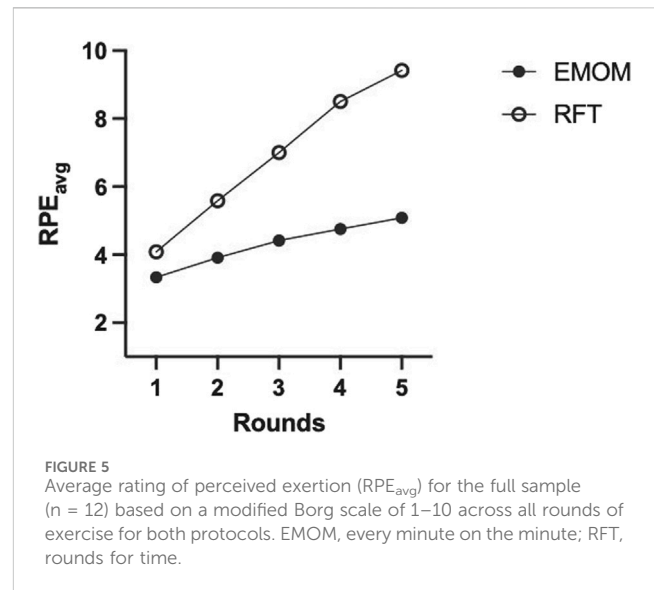 10
8
6
4
2
RPEavg
1 2 3 4 5
Rounds
EMOM
RFT
FIGURE 5
Average rating of perceived exertion (RPEavg) for the full sample
(n = 12) based on a modified Borg scale of 1–10 across all rounds of
exercise for both protocols. EMOM, every minute on the minute; RFT,
rounds for time.